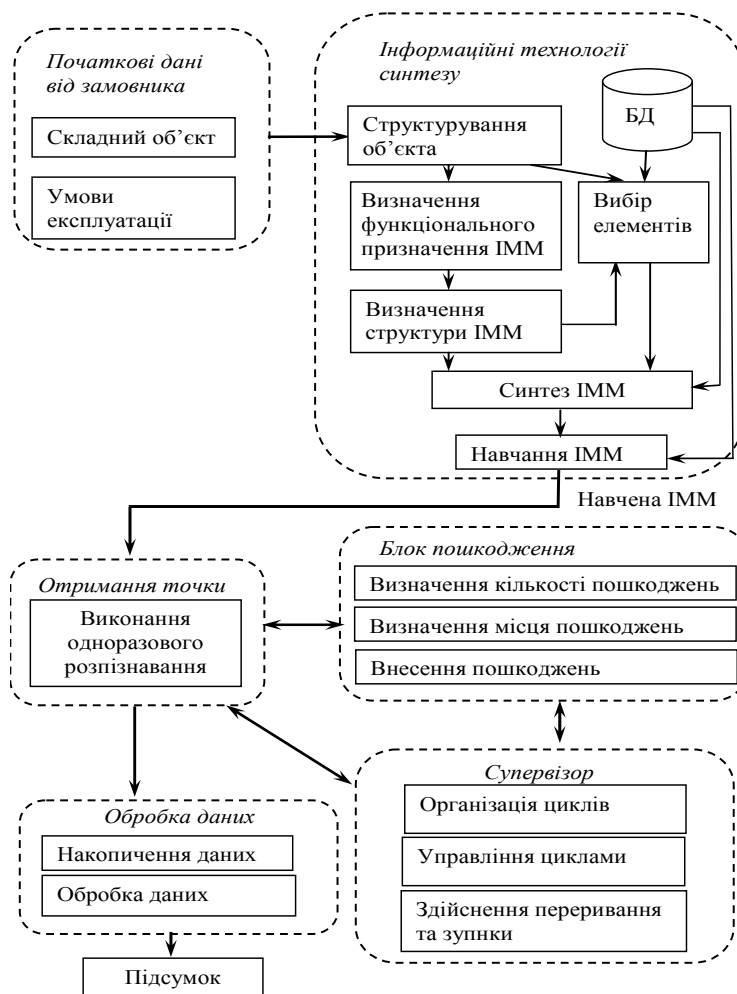 Початкові дані
від замовника
Складний об’єкт
Умови
експлуатації
Інформаційні технології
синтезу
БД
Структурування
об’єкта
Визначення
функціонального
призначення ІММ
Вибір
елементів
Визначення
структури ІММ
Синтез ІММ
Навчання ІММ
Навчена ІММ
Отримання точки
Виконання
одноразового
розпізнавання
Блок пошкодження
Визначення кількості пошкоджень
Визначення місця пошкоджень
Внесення пошкоджень
Супервізор
Організація циклів
Управління циклами
Здійснення переривання
та зупнки
Обробка даних
Накопичення даних
Обробка даних
Підсумок